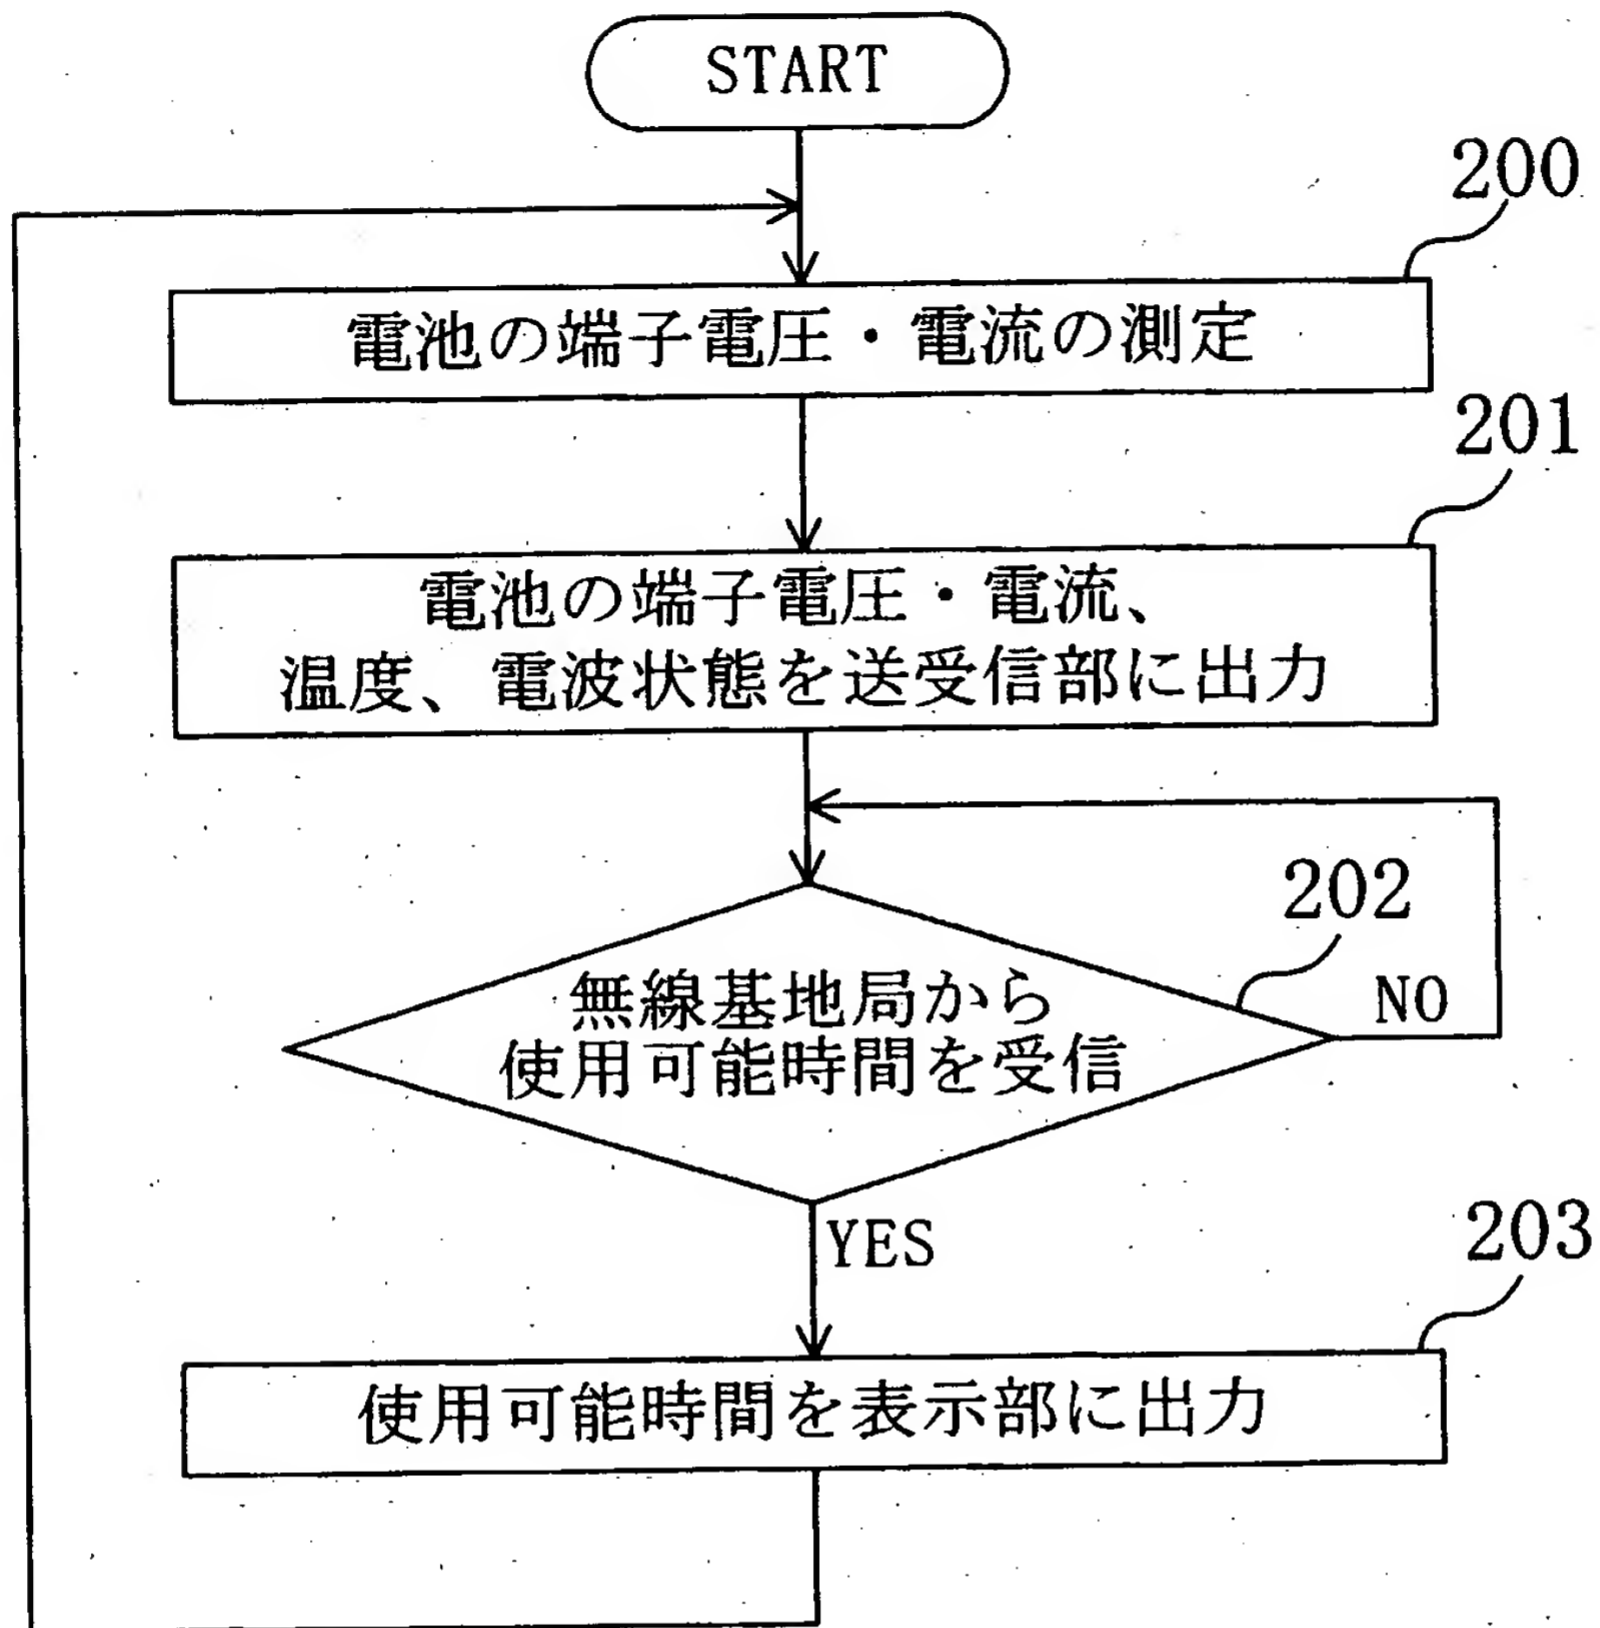 START
200
電池の端子電圧・電流の測定
201
電池の端子電圧・電流、
温度、電波状態を送受信部に出力
202
無線基地局から
使用可能時間を受信
NO
YES
203
使用可能時間を表示部に出力